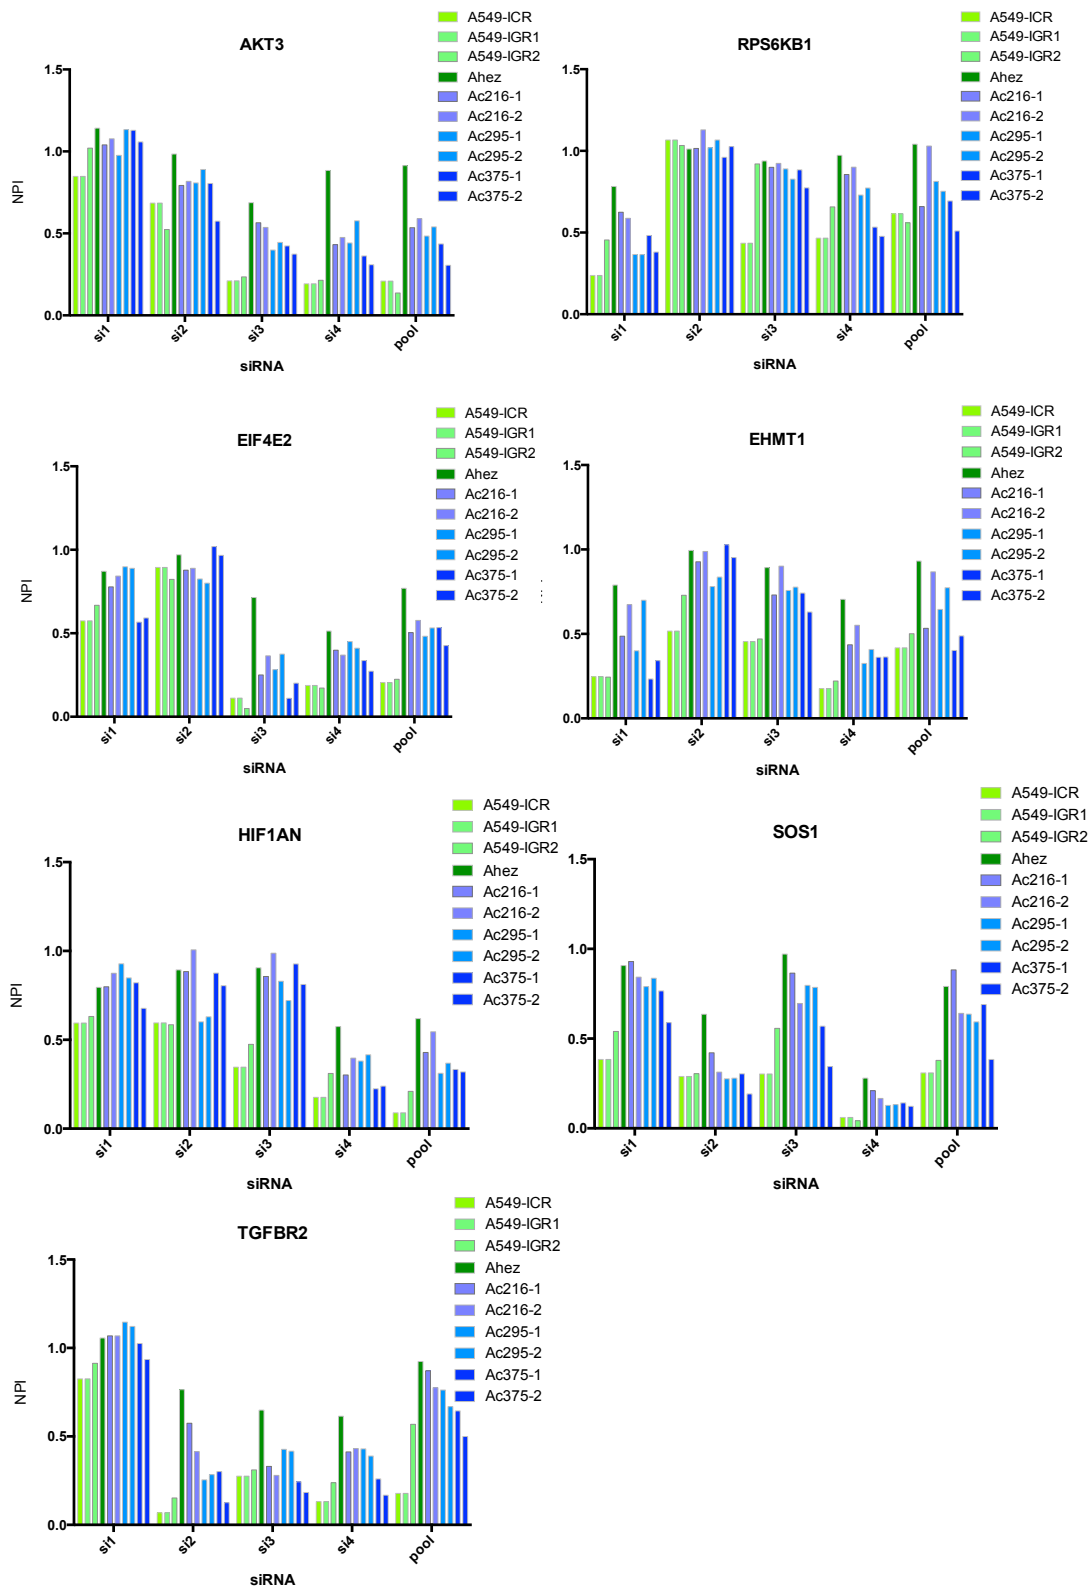 AKT3
A549-ICR
A549-IGR1
A549-IGR2
Ahez
Ac216-1
Ac216-2
Ac295-1
Ac295-2
Ac375-1
Ac375-2
NPI
1.5
1.0
0.5
0.0
si1
si2
si3
si4
pool
siRNA
RPS6KB1
A549-ICR
A549-IGR1
A549-IGR2
Ahez
Ac216-1
Ac216-2
Ac295-1
Ac295-2
Ac375-1
Ac375-2
NPI
1.5
1.0
0.5
0.0
si1
si2
si3
si4
pool
siRNA
EIF4E2
A549-ICR
A549-IGR1
A549-IGR2
Ahez
Ac216-1
Ac216-2
Ac295-1
Ac295-2
Ac375-1
Ac375-2
NPI
1.5
1.0
0.5
0.0
si1
si2
si3
si4
pool
siRNA
EHMT1
A549-ICR
A549-IGR1
A549-IGR2
Ahez
Ac216-1
Ac216-2
Ac295-1
Ac295-2
Ac375-1
Ac375-2
1.5
1.0
0.5
0.0
si1
si2
si3
si4
pool
siRNA
HIF1AN
A549-ICR
A549-IGR1
A549-IGR2
Ahez
Ac216-1
Ac216-2
Ac295-1
Ac295-2
Ac375-1
Ac375-2
NPI
1.5
1.0
0.5
0.0
si1
si2
si3
si4
pool
siRNA
SOS1
A549-ICR
A549-IGR1
A549-IGR2
Ahez
Ac216-1
Ac216-2
Ac295-1
Ac295-2
Ac375-1
Ac375-2
NPI
1.5
1.0
0.5
0.0
si1
si2
si3
si4
pool
siRNA
TGFBR2
A549-ICR
A549-IGR1
A549-IGR2
Ahez
Ac216-1
Ac216-2
Ac295-1
Ac295-2
Ac375-1
Ac375-2
NPI
1.5
1.0
0.5
0.0
si1
si2
si3
si4
pool
siRNA